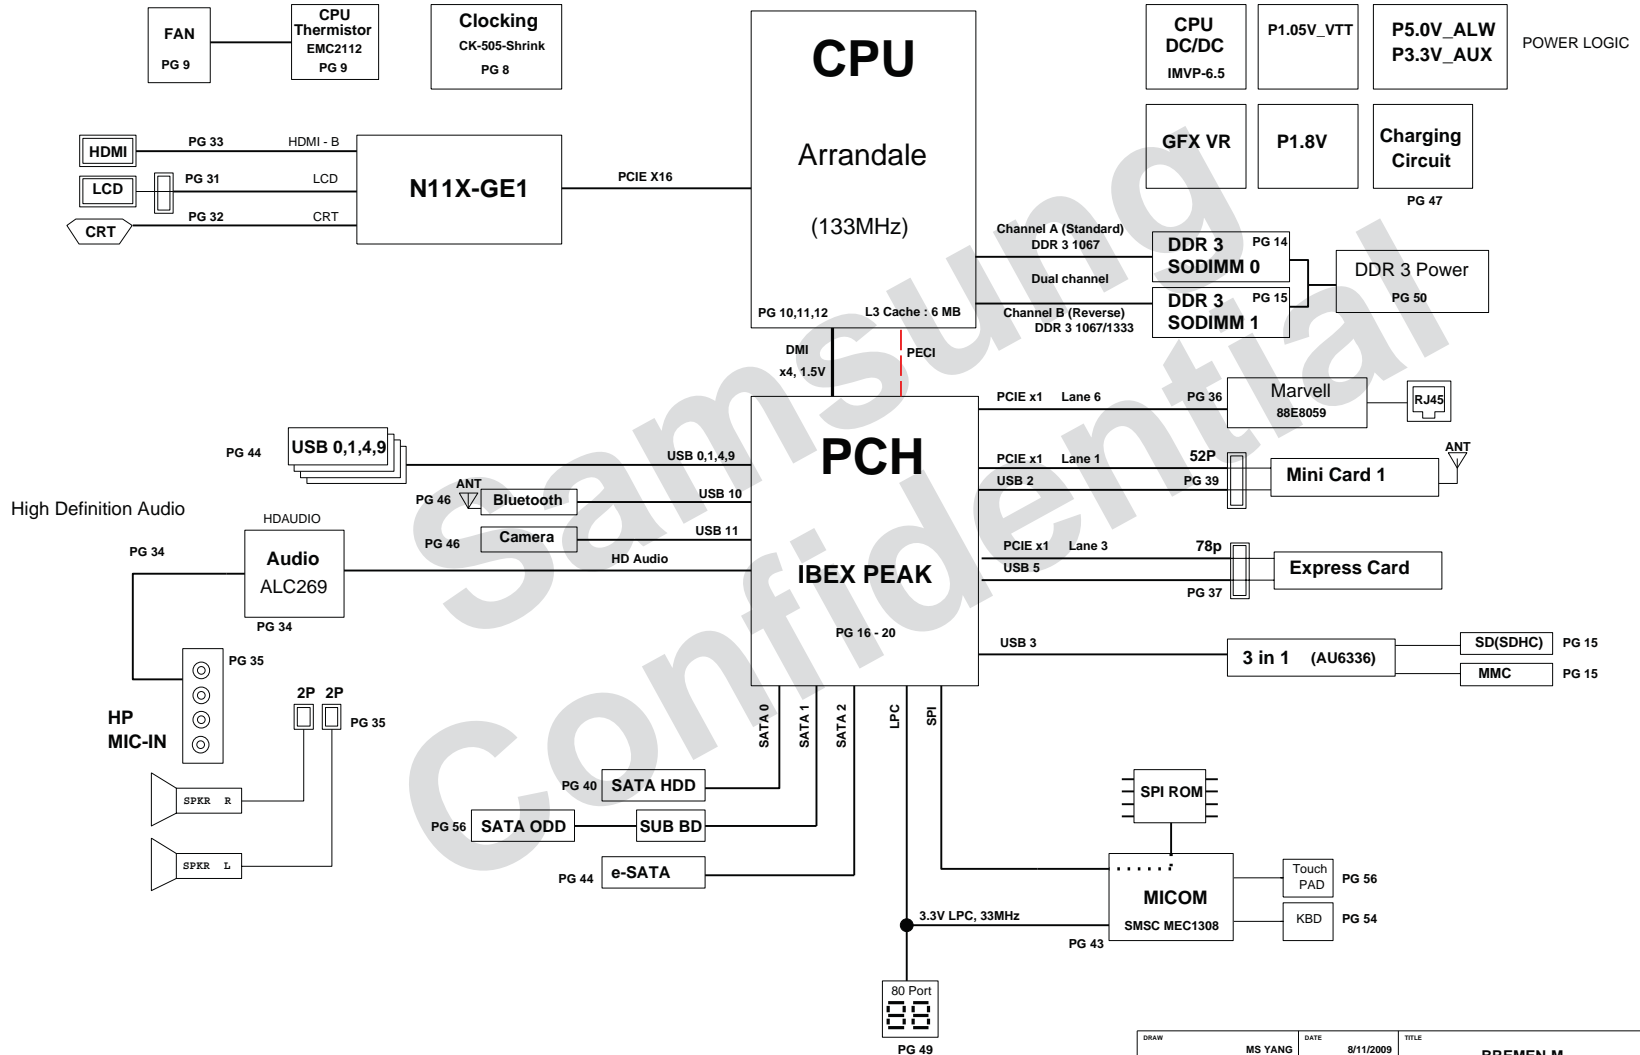 FAN
PG 9
CPU
Thermistor
EMC2112
PG 9
Clocking
CK-505-Shrink
PG 8
CPU
Arrandale
(133MHz)
PG 10,11,12
L3 Cache : 6 MB
CPU
DC/DC
IMVP-6.5
P1.05V_VTT
P5.0V_ALW
P3.3V_AUX
POWER LOGIC
GFX VR
P1.8V
Charging
Circuit
PG 47
HDMI
PG 33
HDMI - B
LCD
PG 31
LCD
CRT
PG 32
CRT
N11X-GE1
PCIE X16
Channel A (Standard)
DDR 3 1067
Dual channel
Channel B (Reverse)
DDR 3 1067/1333
DDR 3
SODIMM 0
PG 14
DDR 3
SODIMM 1
PG 15
DDR 3 Power
PG 50
DMI
x4, 1.5V
PECI
PCH
IBEX PEAK
PG 16 - 20
PCIE x1 Lane 6
PG 36
Marvell
88E8059
RJ45
PCIE x1 Lane 1
USB 2
52P
PG 39
Mini Card 1
ANT
PCIE x1 Lane 3
USB 5
78p
PG 37
Express Card
USB 3
3 in 1 (AU6336)
SD(SDHC)
PG 15
MMC
PG 15
PG 44
USB 0,1,4,9
USB 0,1,4,9
PG 46
ANT
Bluetooth
USB 10
PG 46
Camera
USB 11
High Definition Audio
HDAUDIO
PG 34
Audio
ALC269
PG 34
HD Audio
PG 35
HP
MIC-IN
2P 2P
PG 35
SPKR R
SPKR L
SATA 0
SATA 1
SATA 2
LPC
SPI
PG 40
SATA HDD
PG 56
SATA ODD
SUB BD
PG 44
e-SATA
SPI ROM
MICOM
SMSC MEC1308
PG 43
3.3V LPC, 33MHz
Touch
PAD
PG 56
KBD
PG 54
80 Port
88
PG 49
Samsung
Confidential
DRAW
MS YANG
DATE
8/11/2009
TITLE
BREMEN-M